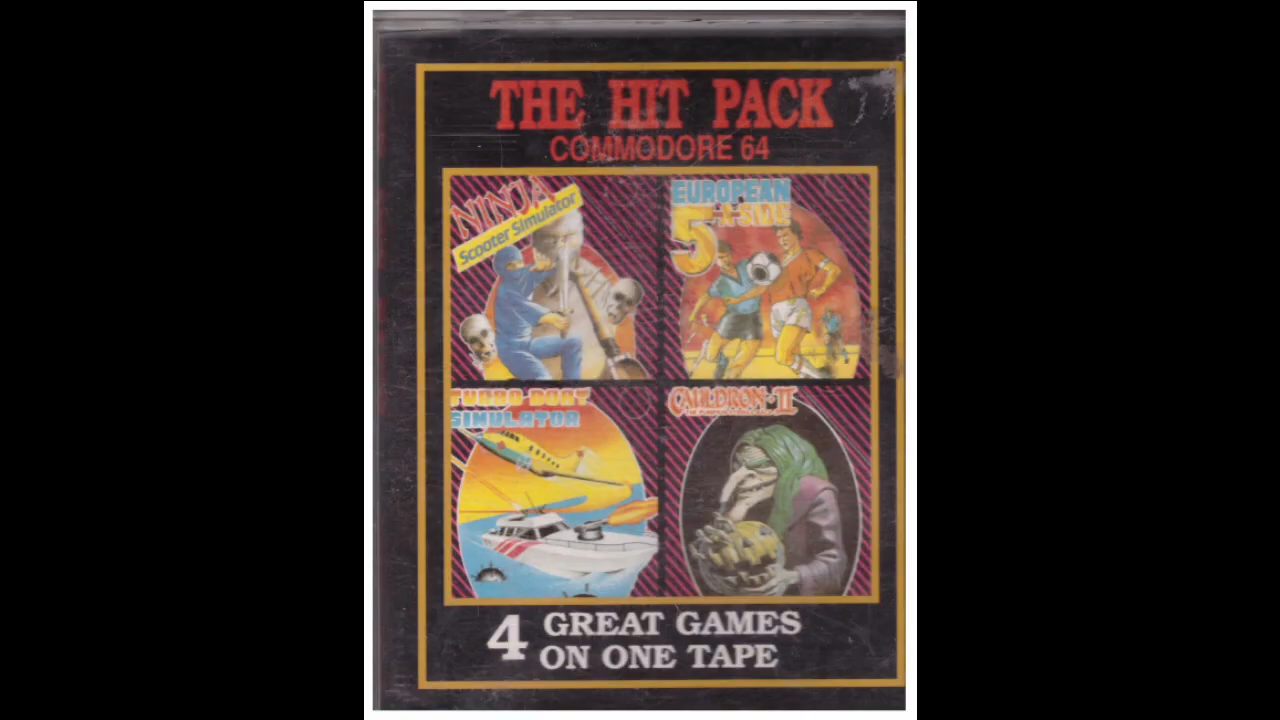 THE HIT PACK
COMMODORE 64
NINJA
Scooter Simulator
EUROPEAN
5-A-SIDE
TURBO BOAT
SIMULATOR
CAULDRON II
4 GREAT GAMES
ON ONE TAPE